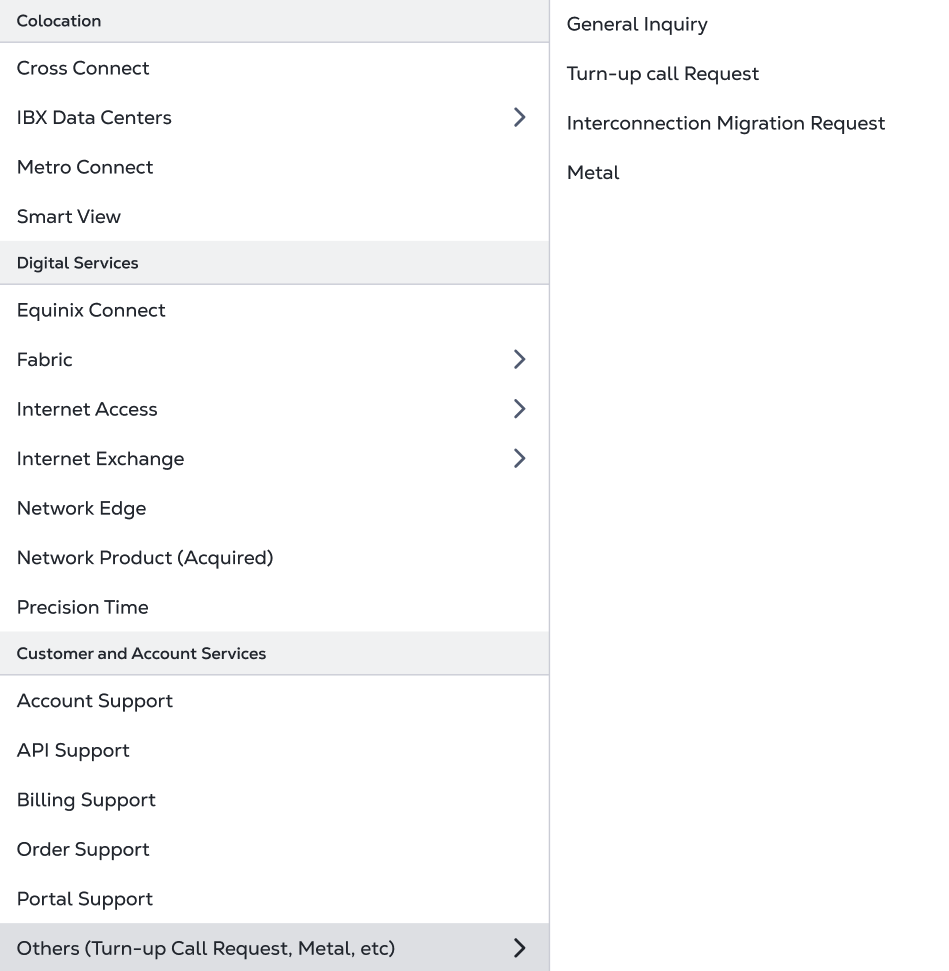 Colocation
Cross Connect
IBX Data Centers
Metro Connect
Smart View
Digital Services
Equinix Connect
Fabric
Internet Access
Internet Exchange
Network Edge
Network Product (Acquired)
Precision Time
Customer and Account Services
Account Support
API Support
Billing Support
Order Support
Portal Support
Others (Turn-up Call Request, Metal, etc)
General Inquiry
Turn-up call Request
Interconnection Migration Request
Metal